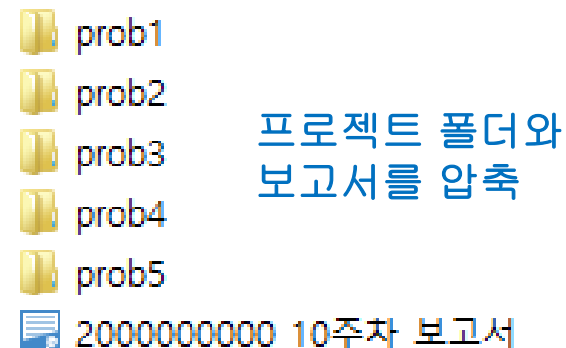 prob1
prob2
prob3
프로젝트 폴더와
보고서를 압축
prob4
prob5
2000000000 10주차 보고서